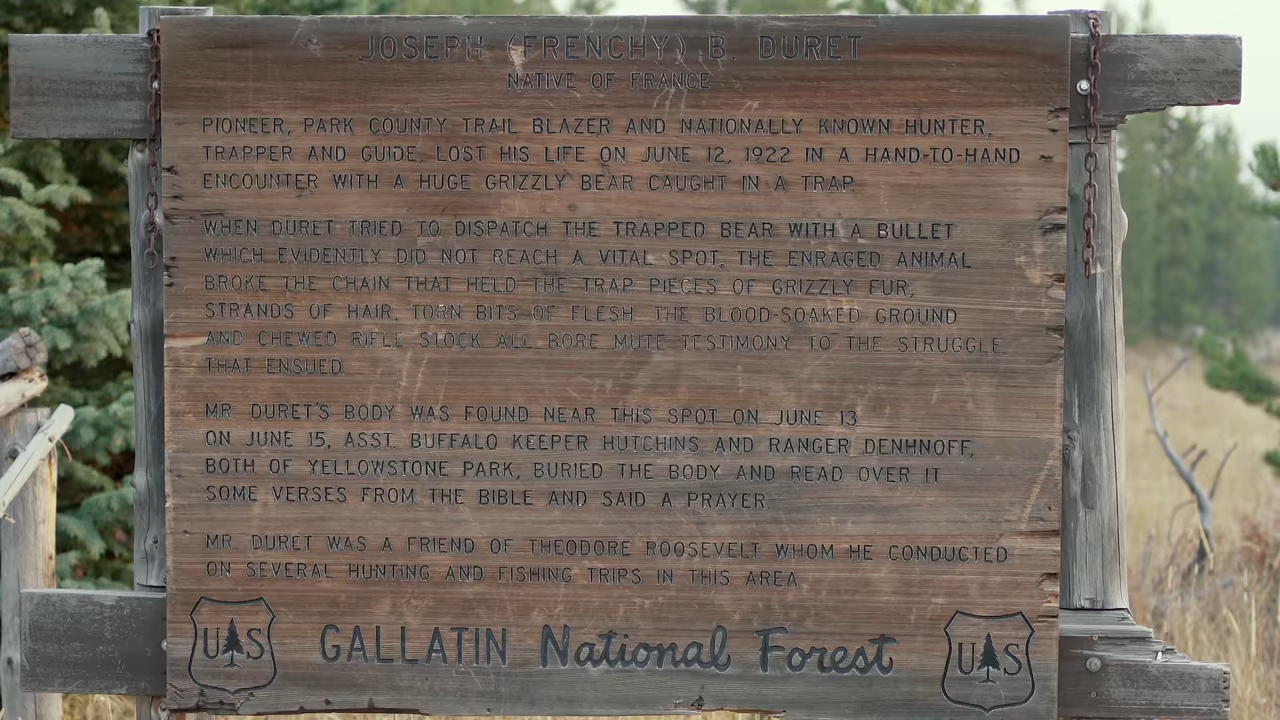 JOSEPH (FRENCHY) B. DURET
NATIVE OF FRANCE
PIONEER, PARK COUNTY TRAIL BLAZER AND NATIONALLY KNOWN HUNTER,
TRAPPER AND GUIDE, LOST HIS LIFE ON JUNE 12, 1922 IN A HAND-TO-HAND
ENCOUNTER WITH A HUGE GRIZZLY BEAR CAUGHT IN A TRAP.
WHEN DURET TRIED TO DISPATCH THE TRAPPED BEAR WITH A BULLET
WHICH EVIDENTLY DID NOT REACH A VITAL SPOT, THE ENRAGED ANIMAL
BROKE THE CHAIN THAT HELD THE TRAP PIECES OF GRIZZLY FUR,
STRANDS OF HAIR, TORN BITS OF FLESH, THE BLOOD-SOAKED GROUND
AND CHEWED RIFLE STOCK ALL BORE MUTE TESTIMONY TO THE STRUGGLE
THAT ENSUED.
MR. DURET'S BODY WAS FOUND NEAR THIS SPOT ON JUNE 13
ON JUNE 15, ASST. BUFFALO KEEPER HUTCHINS AND RANGER DENHNOFF,
BOTH OF YELLOWSTONE PARK, BURIED THE BODY AND READ OVER IT
SOME VERSES FROM THE BIBLE AND SAID A PRAYER.
MR. DURET WAS A FRIEND OF THEODORE ROOSEVELT WHOM HE CONDUCTED
ON SEVERAL HUNTING AND FISHING TRIPS IN THIS AREA
US GALLATIN National Forest US